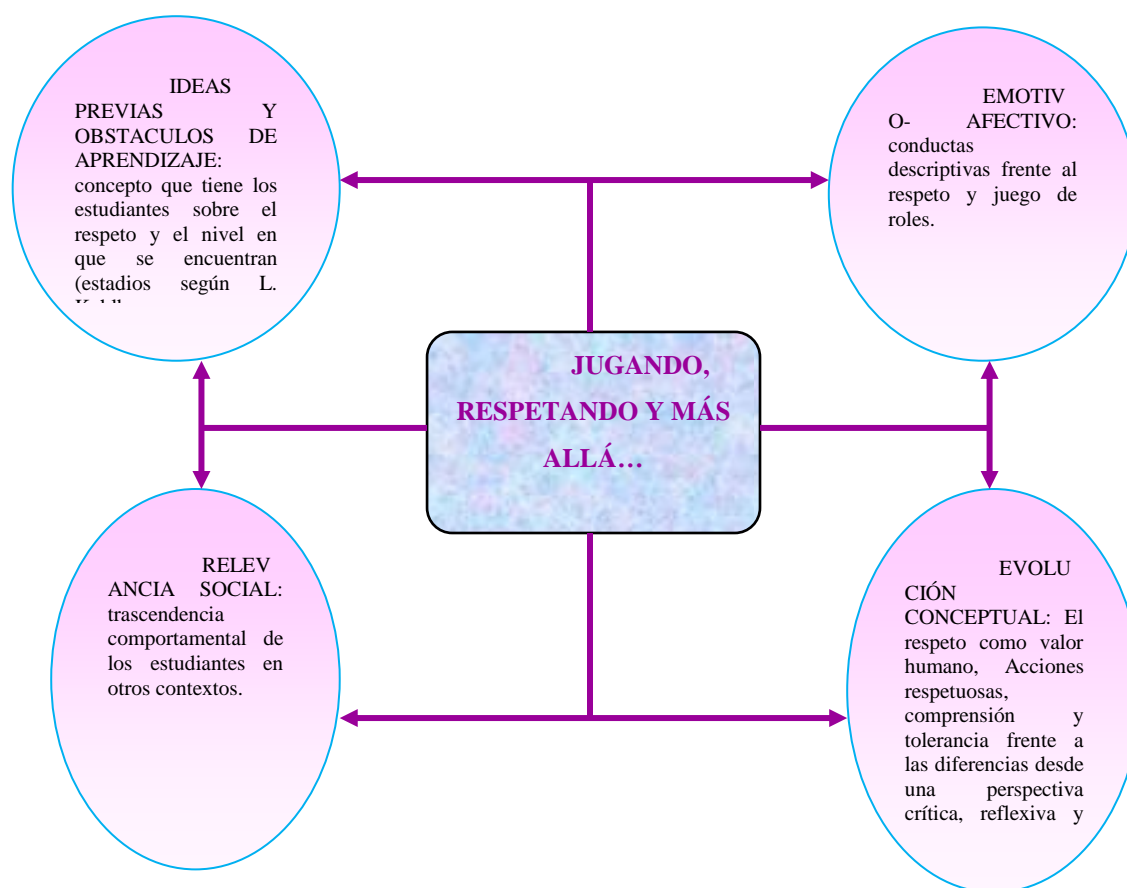 IDEAS
PREVIAS Y
OBSTACULOS DE
APRENDIZAJE:
concepto que tiene los
estudiantes sobre el
respeto y el nivel en
que se encuentran
(estadios según L.
EMOTIV
O- AFECTIVO:
conductas
descriptivas frente al
respeto y juego de
roles.
JUGANDO,
RESPETANDO Y MÁS
ALLÁ…
RELEV
ANCIA SOCIAL:
trascendencia
comportamental de
los estudiantes en
otros contextos.
EVOLU
CIÓN
CONCEPTUAL: El
respeto como valor
humano, Acciones
respetuosas,
comprensión y
tolerancia frente a
las diferencias desde
una perspectiva
crítica, reflexiva y